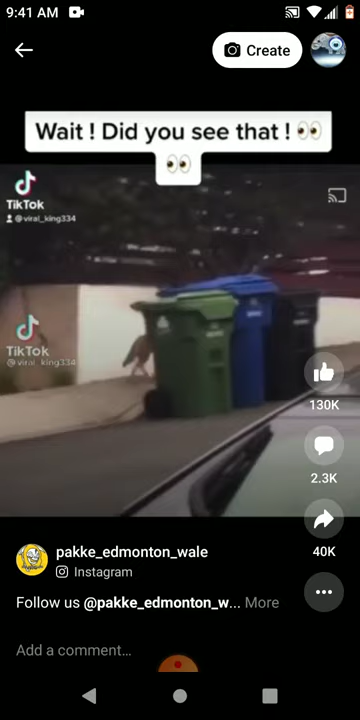 9:41 AM
Create
Wait ! Did you see that ! 👀
👀
TikTok
@viral_king334
TikTok
@viral_king334
130K
2.3K
40K
pakke_edmonton_wale
Instagram
Follow us @pakke_edmonton_w... More
Add a comment...